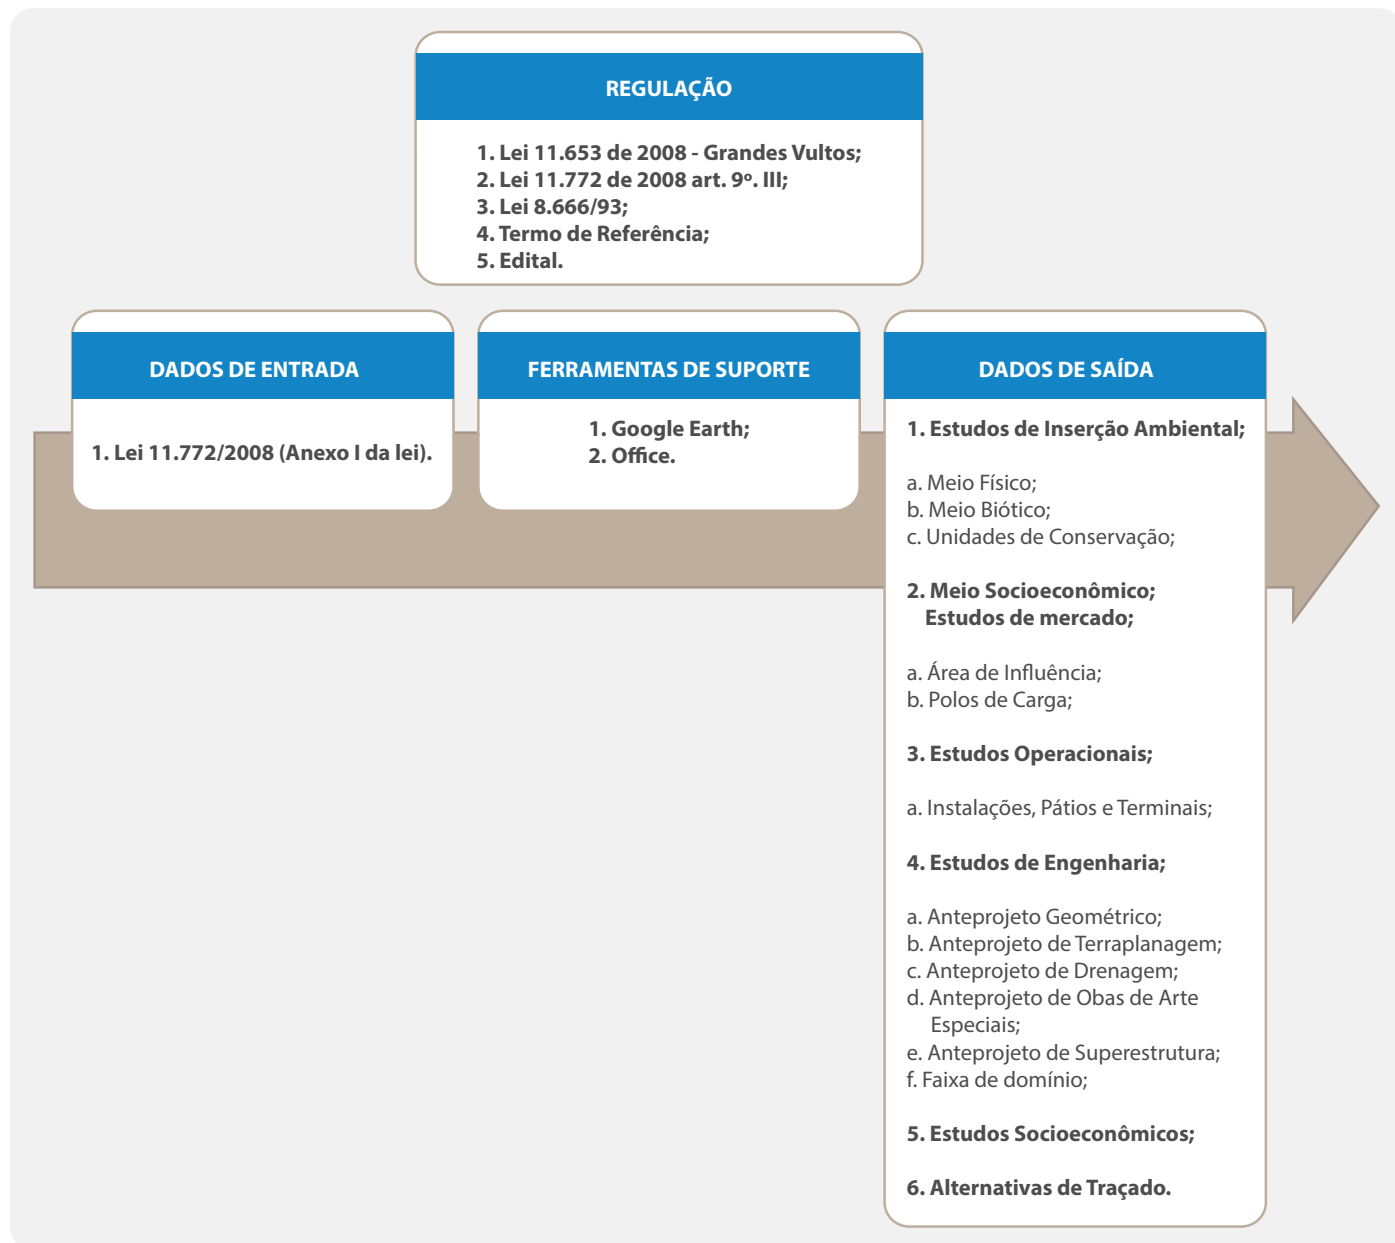 REGULAÇÃO
1. Lei 11.653 de 2008 - Grandes Vultos;
2. Lei 11.772 de 2008 art. 9º. III;
3. Lei 8.666/93;
4. Termo de Referência;
5. Edital.
DADOS DE ENTRADA
1. Lei 11.772/2008 (Anexo I da lei).
FERRAMENTAS DE SUPORTE
1. Google Earth;
2. Office.
DADOS DE SAÍDA
1. Estudos de Inserção Ambiental;
a. Meio Físico;
b. Meio Biótico;
c. Unidades de Conservação;
2. Meio Socioeconômico;
Estudos de mercado;
a. Área de Influência;
b. Polos de Carga;
3. Estudos Operacionais;
a. Instalações, Pátios e Terminais;
4. Estudos de Engenharia;
a. Anteprojeto Geométrico;
b. Anteprojeto de Terraplanagem;
c. Anteprojeto de Drenagem;
d. Anteprojeto de Obas de Arte
Especiais;
e. Anteprojeto de Superestrutura;
f. Faixa de domínio;
5. Estudos Socioeconômicos;
6. Alternativas de Traçado.